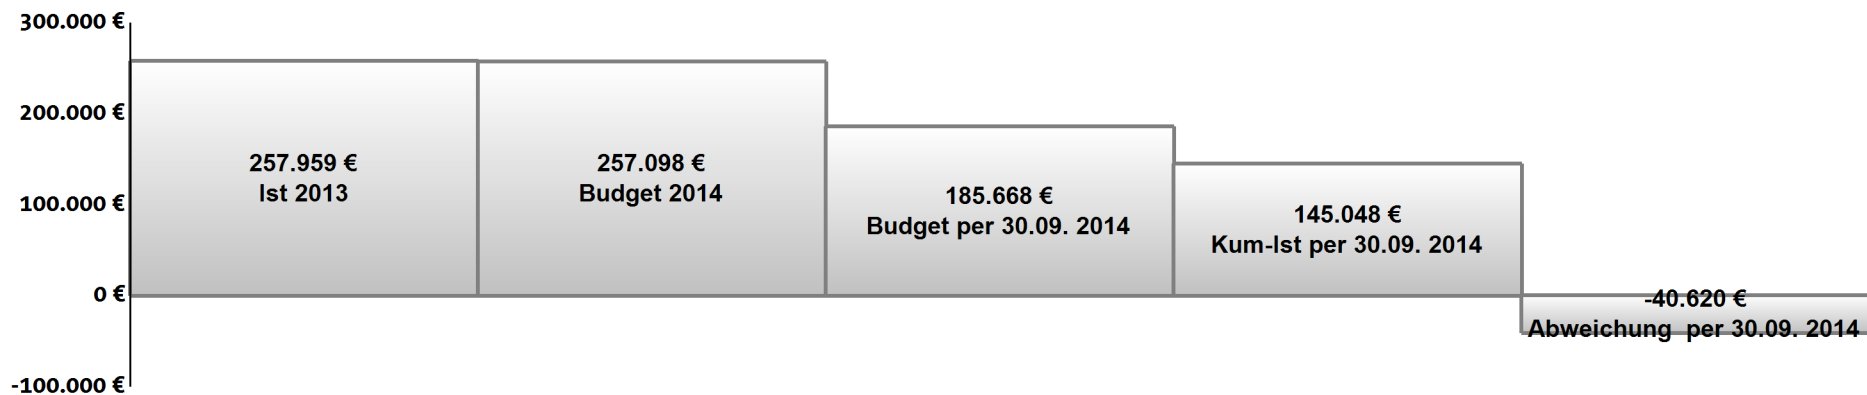 300.000 €
200.000 €
100.000 €
0 €
-100.000 €
257.959 €
Ist 2013
257.098 €
Budget 2014
185.668 €
Budget per 30.09. 2014
145.048 €
Kum-Ist per 30.09. 2014
-40.620 €
Abweichung  per 30.09. 2014